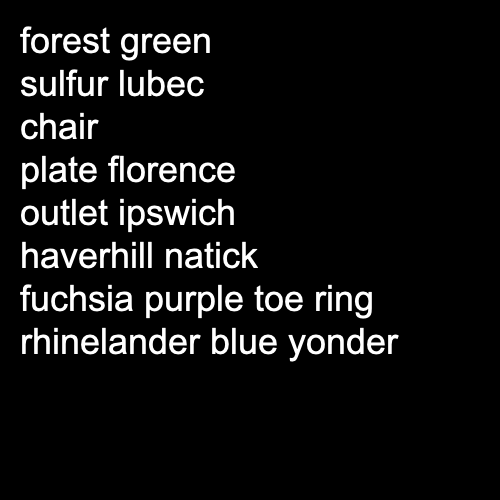 forest green
sulfur lubec
chair
plate florence
outlet ipswich
haverhill natick
fuchsia purple toe ring
rhinelander blue yonder